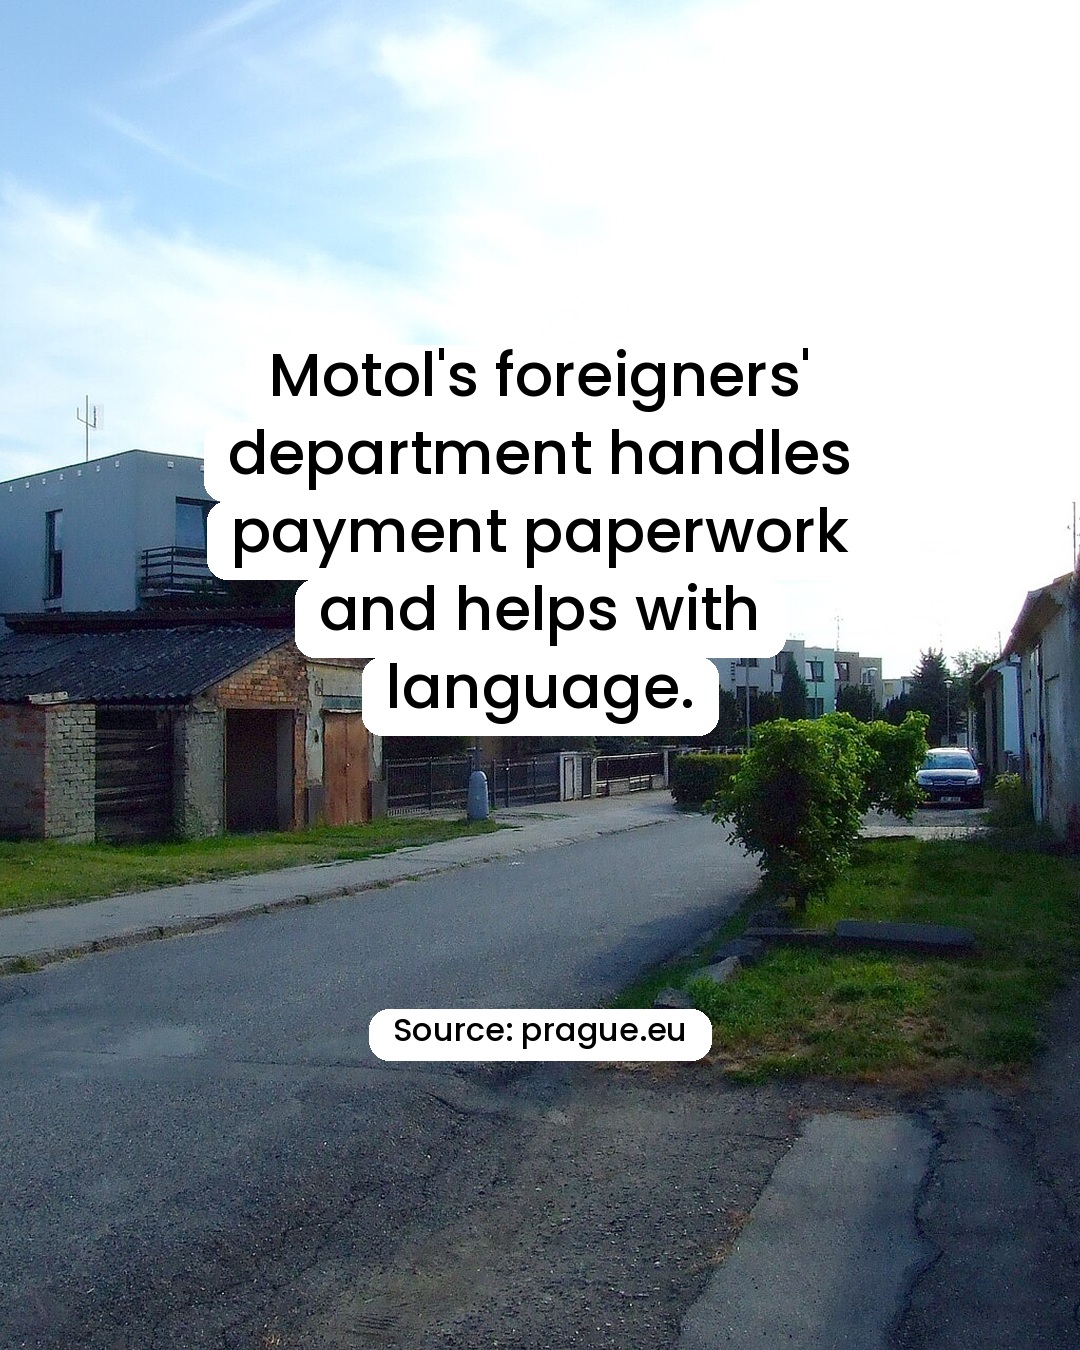 Motol's foreigners'
department handles
payment paperwork
and helps with
language.
Source: prague.eu